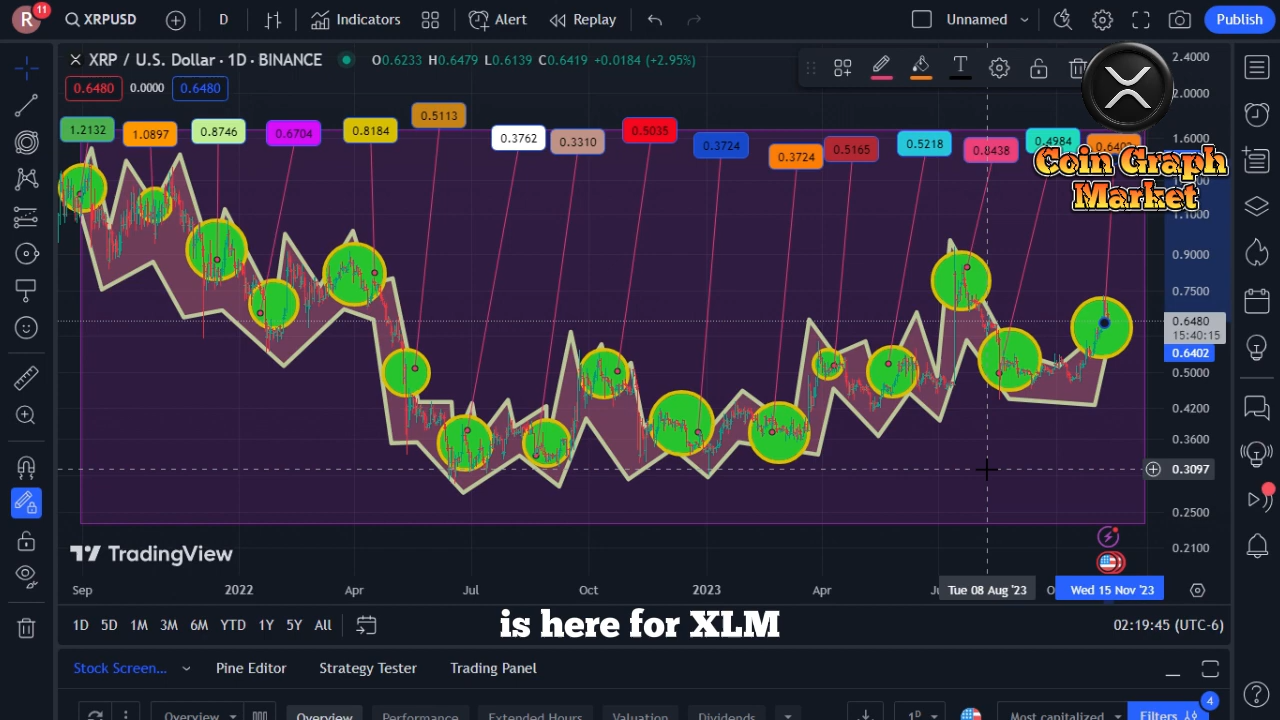 R 11 XRPUSD D Indicators Alert Replay Unnamed Publish
XRP / U.S. Dollar · 1D · BINANCE O0.6233 H0.6479 L0.6139 C0.6419 +0.0184 (+2.95%)
0.6480 0.0000 0.6480
1.2132 1.0897 0.8746 0.6704 0.8184 0.5113 0.3762 0.3310 0.5035 0.3724 0.3724 0.5165 0.5218 0.8438 0.4984
Coin Graph
Market
2.4000
2.0000
1.6000
1.1000
0.9000
0.7500
0.6480
15:40:15
0.6402
0.5000
0.4200
0.3600
0.3097
0.2500
0.2100
TradingView
Sep 2022 Apr Jul Oct 2023 Apr Tue 08 Aug '23 Wed 15 Nov '23
is here for XLM
1D 5D 1M 3M 6M YTD 1Y 5Y All 02:19:45 (UTC-6)
Stock Screen... Pine Editor Strategy Tester Trading Panel
4
Overview Overview Performance Extended Hours Valuation Dividends 1D Most capitalized Filters